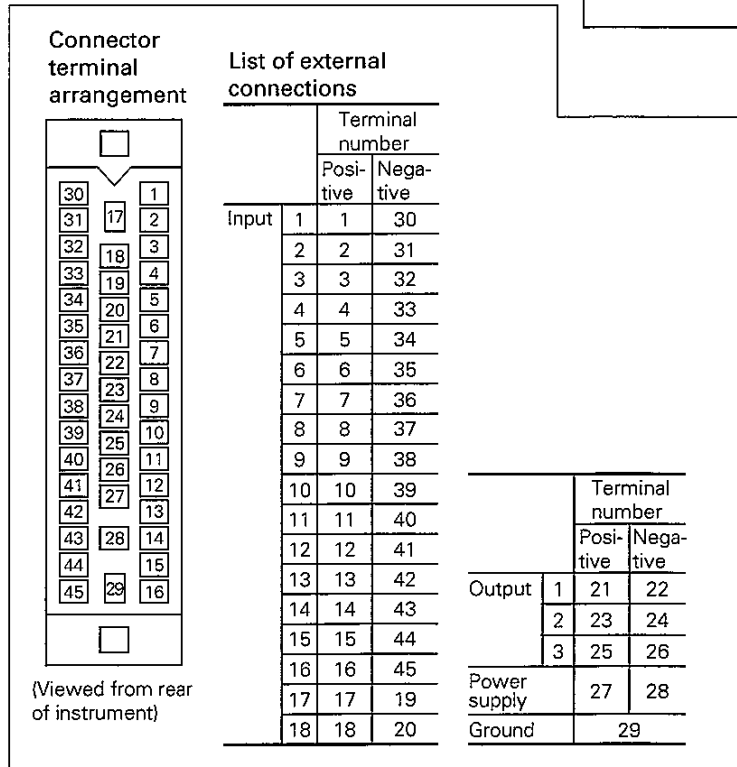 Connector
terminal
arrangement
30 1
31 17 2
32 18 3
33 19 4
34 20 5
35 21 6
36 22 7
37 23 8
38 24 9
39 25 10
40 26 11
41 27 12
42 13
43 28 14
44 15
45 29 16
(Viewed from rear
of instrument)
List of external
connections
Terminal
number
Posi- Nega-
tive tive
Input 1 1 30
2 2 31
3 3 32
4 4 33
5 5 34
6 6 35
7 7 36
8 8 37
9 9 38
10 10 39
11 11 40
12 12 41
13 13 42
14 14 43
15 15 44
16 16 45
17 17 19
18 18 20
Terminal
number
Posi- Nega-
tive tive
Output 1 21 22
2 23 24
3 25 26
Power
supply 27 28
Ground 29